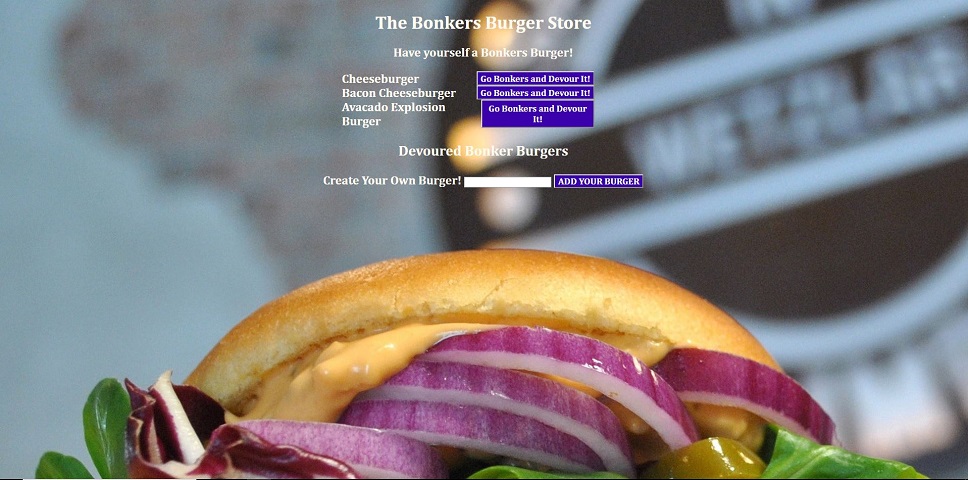 The Bonkers Burger Store
Have yourself a Bonkers Burger!
Cheeseburger Go Bonkers and Devour It!
Bacon Cheeseburger Go Bonkers and Devour It!
Avacado Explosion
Burger
Go Bonkers and Devour
It!
Devoured Bonker Burgers
Create Your Own Burger! ADD YOUR BURGER